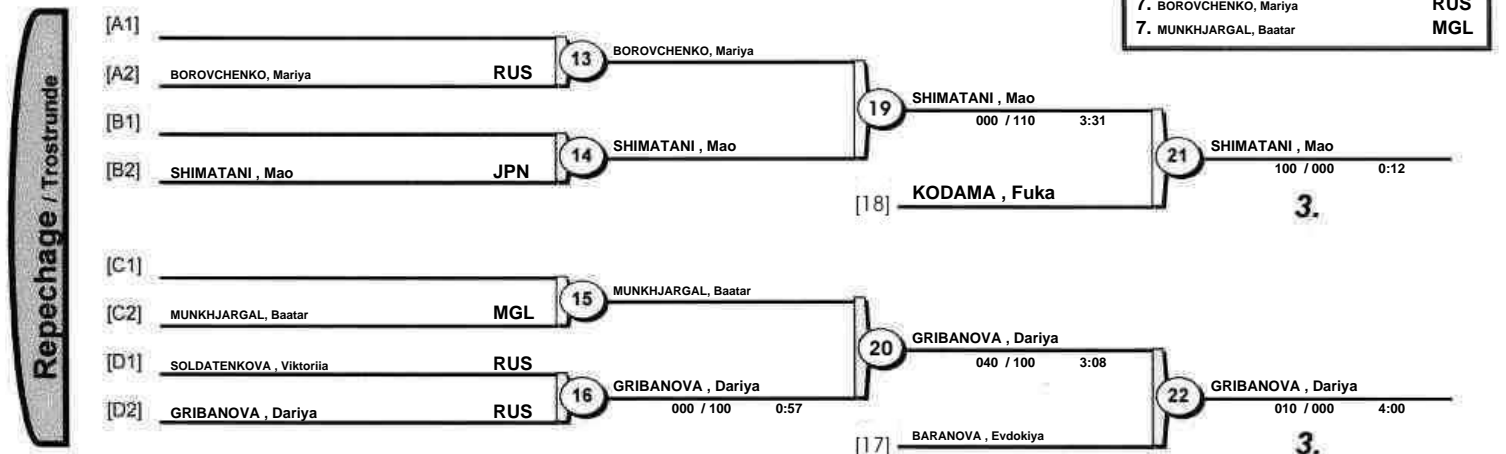 7. BOROVCHENKO, Mariya RUS
7. MUNKHJARGAL, Baatar MGL
Repechage / Trostrunde
[A1]
[A2] BOROVCHENKO, Mariya RUS
13 BOROVCHENKO, Mariya
[B1]
[B2] SHIMATANI , Mao JPN
14 SHIMATANI , Mao
19 SHIMATANI , Mao
000 / 110 3:31
[18] KODAMA , Fuka
21 SHIMATANI , Mao
100 / 000 0:12
3.
[C1]
[C2] MUNKHJARGAL, Baatar MGL
15 MUNKHJARGAL, Baatar
[D1] SOLDATENKOVA , Viktoriia RUS
[D2] GRIBANOVA , Dariya RUS
16 GRIBANOVA , Dariya
000 / 100 0:57
20 GRIBANOVA , Dariya
040 / 100 3:08
[17] BARANOVA , Evdokiya
22 GRIBANOVA , Dariya
010 / 000 4:00
3.